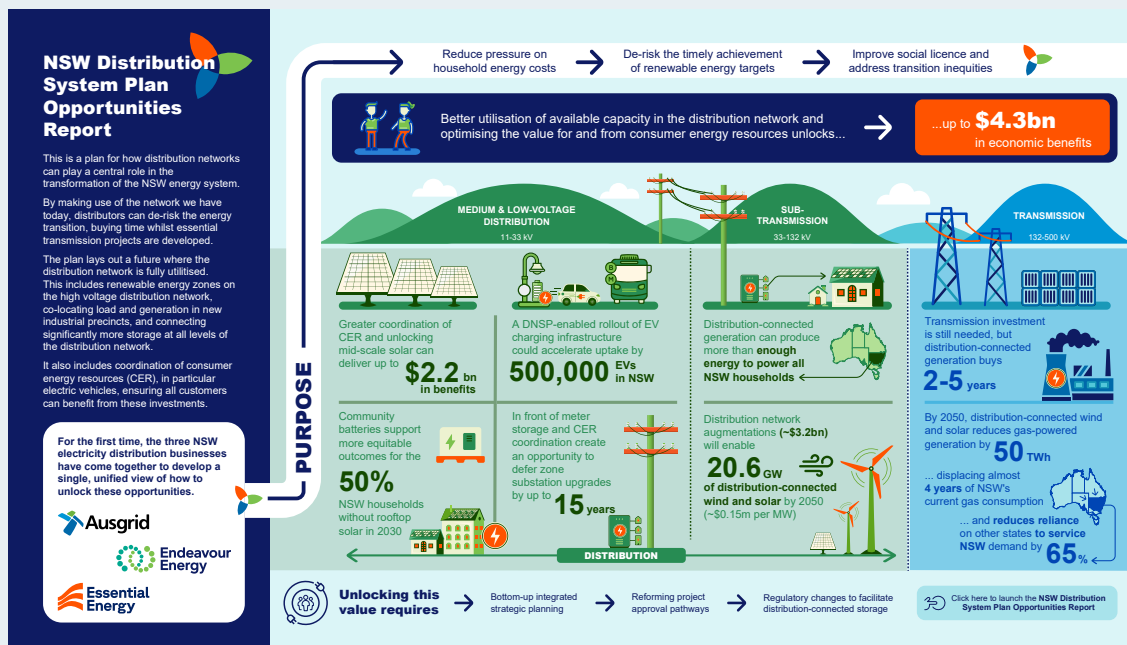 NSW Distribution
System Plan
Opportunities
Report
This is a plan for how distribution networks
can play a central role in the
transformation of the NSW energy system.
By making use of the network we have
today, distributors can de-risk the energy
transition, buying time whilst essential
transmission projects are developed.
The plan lays out a future where the
distribution network is fully utilised.
This includes renewable energy zones on
the high voltage distribution network,
co-locating load and generation in new
industrial precincts, and connecting
significantly more storage at all levels of
the distribution network.
It also includes coordination of consumer
energy resources (CER), in particular
electric vehicles, ensuring all customers
can benefit from these investments.
For the first time, the three NSW
electricity distribution businesses
have come together to develop a
single, unified view of how to
unlock these opportunities.
Ausgrid
Endeavour
Energy
Essential
Energy
PURPOSE
Reduce pressure on
household energy costs
De-risk the timely achievement
of renewable energy targets
Improve social licence and
address transition inequities
Better utilisation of available capacity in the distribution network and
optimising the value for and from consumer energy resources unlocks...
...up to $4.3bn
in economic benefits
MEDIUM & LOW-VOLTAGE
DISTRIBUTION
11-33 kV
SUB-
TRANSMISSION
33-132 kV
TRANSMISSION
132-500 kV
B
M
Greater coordination of
CER and unlocking
mid-scale solar can
deliver up to $2.2 bn
in benefits
A DNSP-enabled rollout of EV
charging infrastructure
could accelerate uptake by
500,000 EVs
in NSW
Distribution-connected
generation can produce
more than enough
energy to power all
NSW households
Transmission investment
is still needed, but
distribution-connected
generation buys
2-5 years
Community
batteries support
more equitable
outcomes for the
50%
NSW households
without rooftop
solar in 2030
In front of meter
storage and CER
coordination create
an opportunity to
defer zone
substation upgrades
by up to 15 years
Distribution network
augmentations (~$3.2bn)
will enable
20.6 GW
of distribution-connected
wind and solar by 2050
(~$0.15m per MW)
By 2050, distribution-connected wind
and solar reduces gas-powered
generation by 50 TWh
... displacing almost
4 years of NSW's
current gas consumption
... and reduces reliance
on other states to service
NSW demand by 65%
DISTRIBUTION
Unlocking this
value requires
Bottom-up integrated
strategic planning
Reforming project
approval pathways
Regulatory changes to facilitate
distribution-connected storage
Click here to launch the NSW Distribution
System Plan Opportunities Report